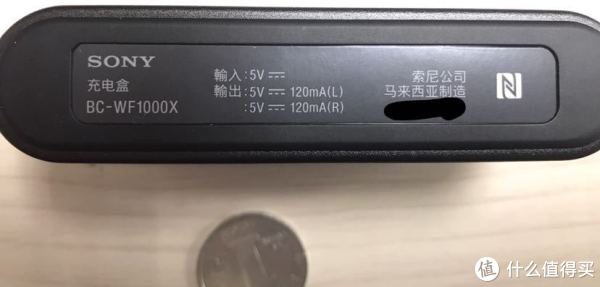 SONY
充电盒
BC-WF1000X
輸入:5V ⎓
輸出:5V ⎓ 120mA(L)
:5V ⎓ 120mA(R)
索尼公司
马来西亚制造
值 什么值得买